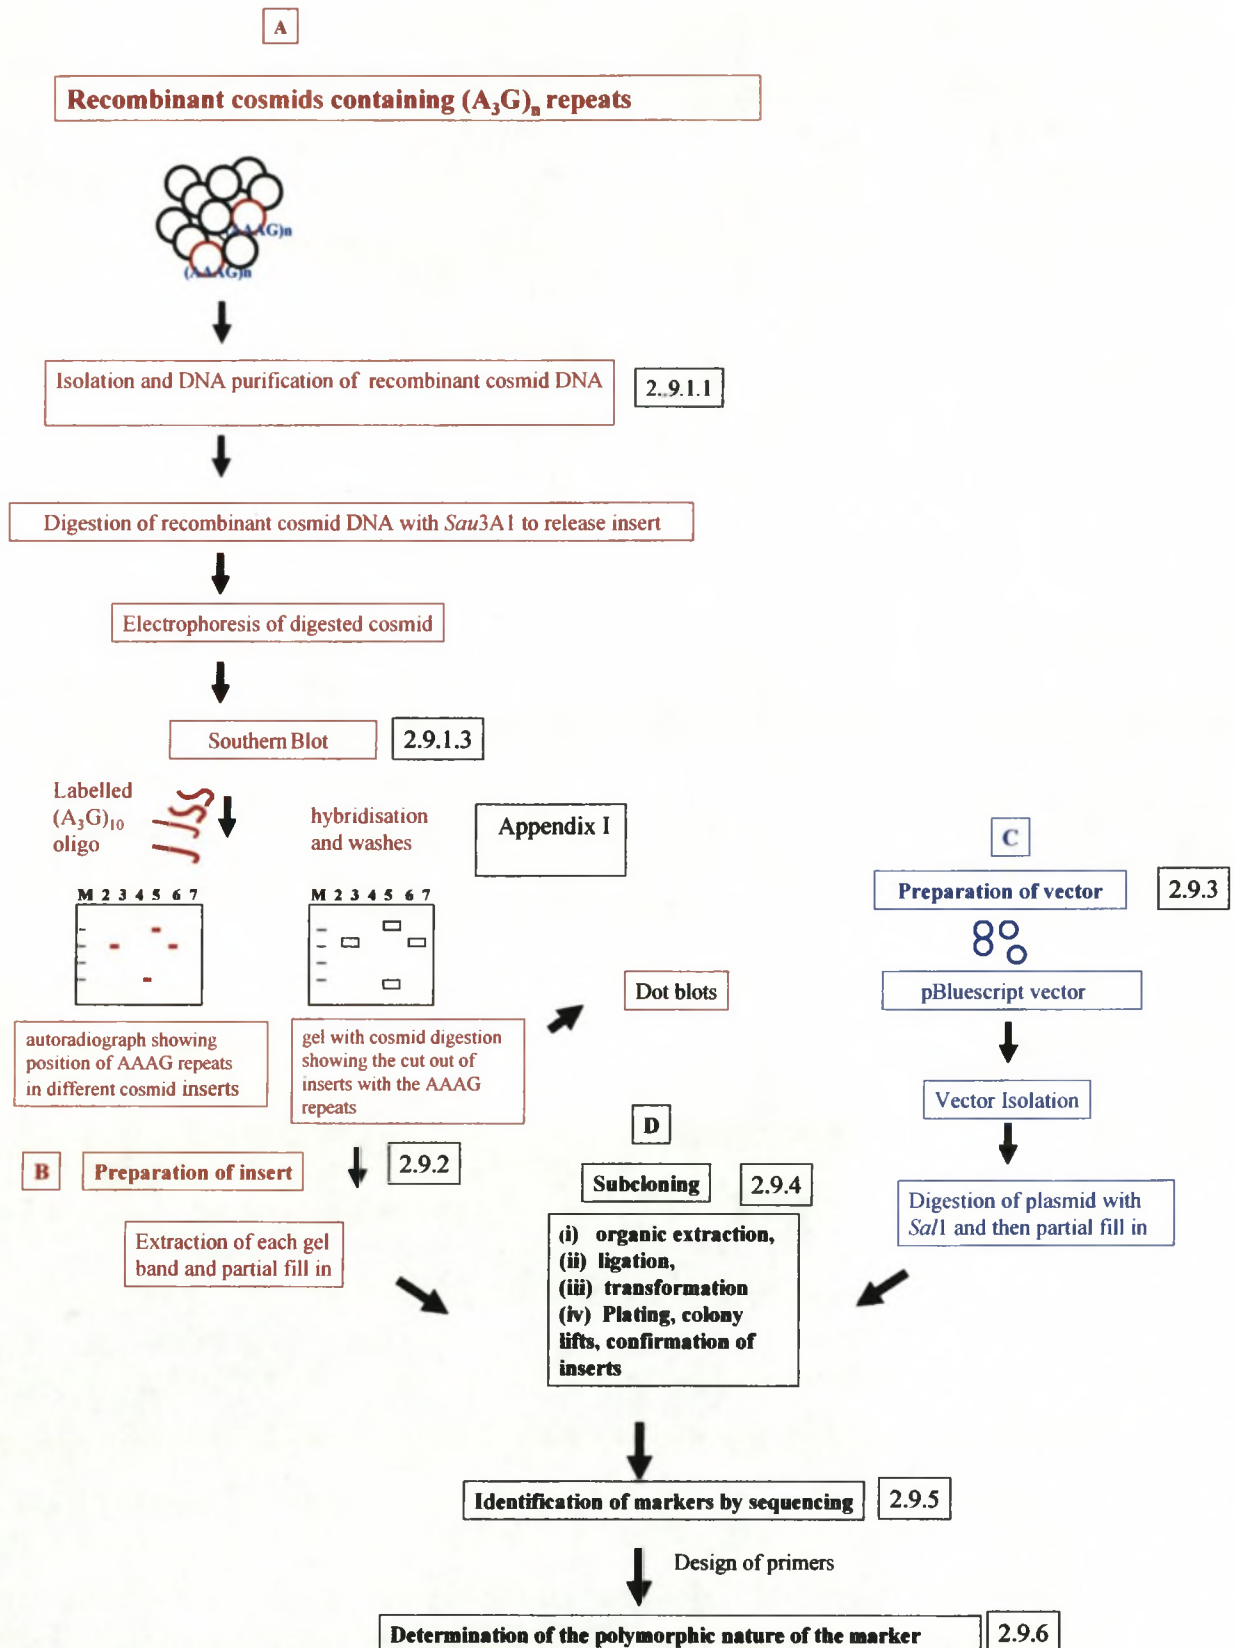 A
Recombinant cosmids containing (A₃G)ₙ repeats
(AAAG)n
(AAAG)n
Isolation and DNA purification of recombinant cosmid DNA
2..9.1.1
Digestion of recombinant cosmid DNA with Sau3A1 to release insert
Electrophoresis of digested cosmid
Southern Blot
2.9.1.3
Labelled
(A₃G)₁₀
oligo
hybridisation
and washes
Appendix I
M 2 3 4 5 6 7
M 2 3 4 5 6 7
autoradiograph showing
position of AAAG repeats
in different cosmid inserts
gel with cosmid digestion
showing the cut out of
inserts with the AAAG
repeats
Dot blots
C
Preparation of vector
2.9.3
pBluescript vector
Vector Isolation
Digestion of plasmid with
Sal1 and then partial fill in
B
Preparation of insert
2.9.2
Extraction of each gel
band and partial fill in
D
Subcloning
2.9.4
(i) organic extraction,
(ii) ligation,
(iii) transformation
(iv) Plating, colony
lifts, confirmation of
inserts
Identification of markers by sequencing
2.9.5
Design of primers
Determination of the polymorphic nature of the marker
2.9.6